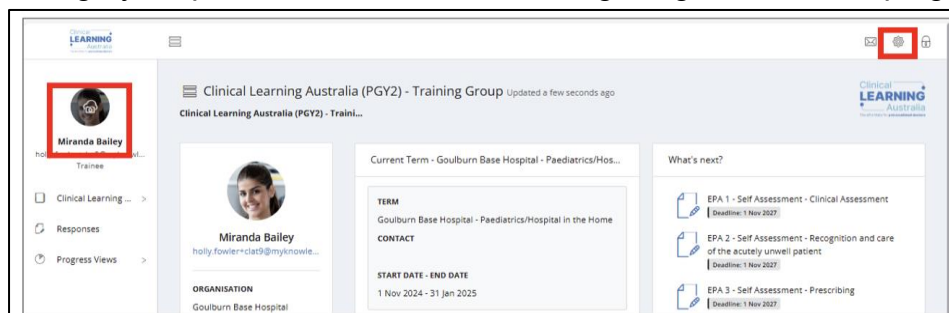 Clinical
LEARNING
Australia
Clinical Learning Australia (PGY2) - Training Group Updated a few seconds ago
Clinical Learning Australia (PGY2) - Traini...
Clinical
LEARNING
Australia
Miranda Bailey
Trainee
Clinical Learning ... >
Responses
Progress Views >
Miranda Bailey
holly.fowler+clat9@myknowle...
ORGANISATION
Goulburn Base Hospital
Current Term - Goulburn Base Hospital - Paediatrics/Hos...
TERM
Goulburn Base Hospital - Paediatrics/Hospital in the Home
CONTACT
START DATE - END DATE
1 Nov 2024 - 31 Jan 2025
What's next?
EPA 1 - Self Assessment - Clinical Assessment
Deadline: 1 Nov 2027
EPA 2 - Self Assessment - Recognition and care
of the acutely unwell patient
Deadline: 1 Nov 2027
EPA 3 - Self Assessment - Prescribing
Deadline: 1 Nov 2027